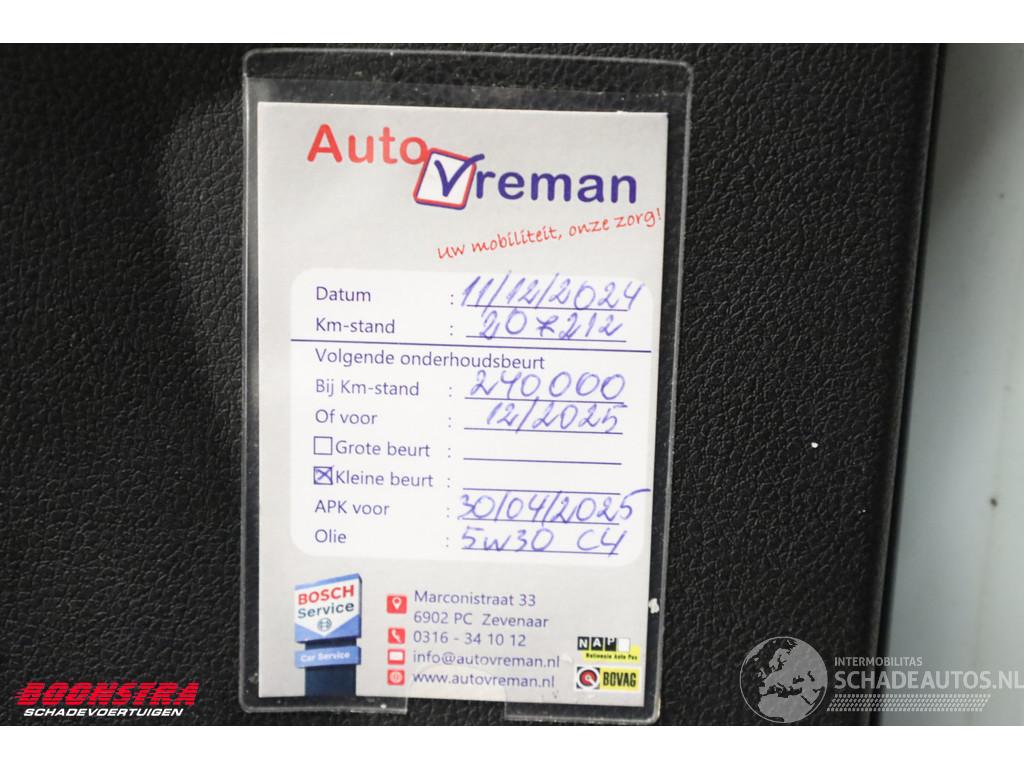 Auto Vreman
Uw mobiliteit, onze zorg!
Datum : 11/12/2024
Km-stand : 207212
Volgende onderhoudsbeurt
Bij Km-stand : 240.000
Of voor : 12/2025
Grote beurt :
Kleine beurt :
APK voor : 30/04/2025
Olie : 5w30 C4
BOSCH
Service
Car Service
Marconistraat 33
6902 PC Zevenaar
0316 - 34 10 12
info@autovreman.nl
www.autovreman.nl
NAP
Nationale Auto Pas
BOVAG
BOONSTRA
SCHADEVOERTUIGEN
INTERMOBILITAS
SCHADEAUTOS.NL